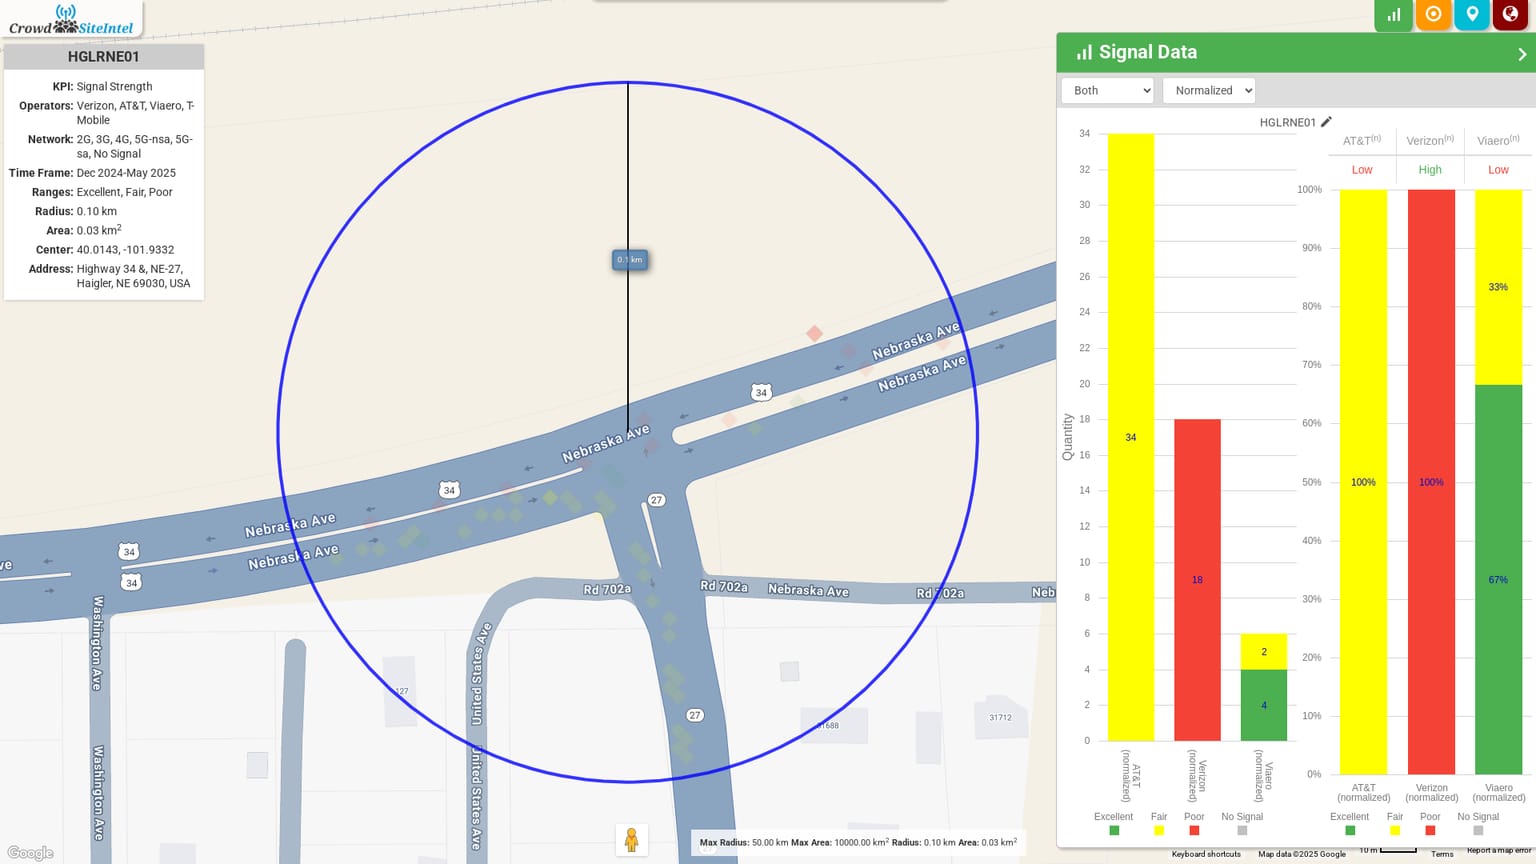 CrowdSiteIntel
HGLRNE01
KPI: Signal Strength
Operators: Verizon, AT&T, Viaero, T-
Mobile
Network: 2G, 3G, 4G, 5G-nsa, 5G-
sa, No Signal
Time Frame: Dec 2024-May 2025
Ranges: Excellent, Fair, Poor
Radius: 0.10 km
Area: 0.03 km²
Center: 40.0143, -101.9332
Address: Highway 34 &, NE-27,
Haigler, NE 69030, USA
0.1 km
Nebraska Ave
Nebraska Ave
34
Nebraska Ave
34
27
Nebraska Ave
34
Nebraska Ave
34
ve
Rd 702a
Rd 702a
Nebraska Ave
Rd 702a
Neb
Washington Ave
United States Ave
127
27
31688
31712
Washington Ave
United States Ave
Google
Max Radius: 50.00 km Max Area: 10000.00 km² Radius: 0.10 km Area: 0.03 km²
Signal Data
Both
Normalized
HGLRNE01
Quantity
34
32
30
28
26
24
22
20
18
16
14
12
10
8
6
4
2
0
34
18
2
4
AT&T
(normalized)
Verizon
(normalized)
Viaero
(normalized)
Excellent
Fair
Poor
No Signal
AT&T(n)
Verizon(n)
Viaero(n)
Low
High
Low
100%
90%
80%
70%
60%
50%
40%
30%
20%
10%
0%
100%
100%
33%
67%
AT&T
(normalized)
Verizon
(normalized)
Viaero
(normalized)
Excellent
Fair
Poor
No Signal
Keyboard shortcuts
Map data ©2025 Google
10 m
Terms
Report a map error